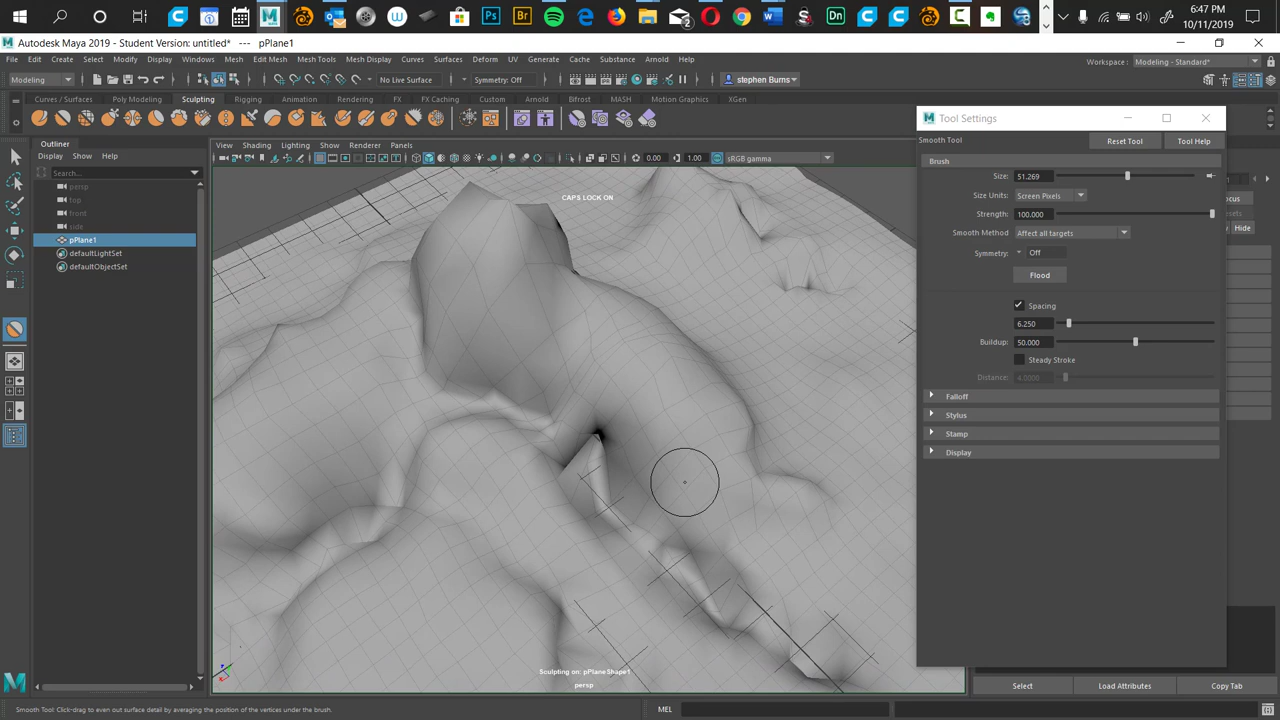 24
Ps
Br
2
Dn
6:47 PM
10/11/2019
Autodesk Maya 2019 - Student Version: untitled*   ---   pPlane1
File Edit Create Select Modify Display Windows Mesh Edit Mesh Mesh Tools Mesh Display Curves Surfaces Deform UV Generate Cache Substance Arnold Help
Workspace : Modeling - Standard*
Modeling
No Live Surface
Symmetry: Off
stephen Burns
Curves / Surfaces Poly Modeling Sculpting Rigging Animation Rendering FX FX Caching Custom Arnold Bifrost MASH Motion Graphics XGen
Outliner
Display Show Help
Search...
persp
top
front
side
pPlane1
defaultLightSet
defaultObjectSet
View Shading Lighting Show Renderer Panels
0.00
1.00
sRGB gamma
CAPS LOCK ON
Sculpting on: pPlaneShape1
persp
Tool Settings
Smooth Tool
Reset Tool
Tool Help
Brush
Size: 51.269
Size Units: Screen Pixels
Strength: 100.000
Smooth Method Affect all targets
Symmetry: Off
Flood
Spacing
6.250
Buildup: 50.000
Steady Stroke
Distance: 4.0000
Falloff
Stylus
Stamp
Display
Hide
Select
Load Attributes
Copy Tab
Smooth Tool: Click-drag to even out surface detail by averaging the position of the vertices under the brush.
MEL